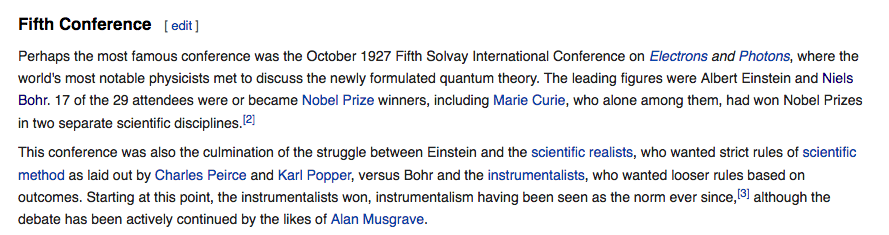 Fifth Conference [ edit ]
Perhaps the most famous conference was the October 1927 Fifth Solvay International Conference on Electrons and Photons, where the
world's most notable physicists met to discuss the newly formulated quantum theory. The leading figures were Albert Einstein and Niels
Bohr. 17 of the 29 attendees were or became Nobel Prize winners, including Marie Curie, who alone among them, had won Nobel Prizes
in two separate scientific disciplines.[2]
This conference was also the culmination of the struggle between Einstein and the scientific realists, who wanted strict rules of scientific
method as laid out by Charles Peirce and Karl Popper, versus Bohr and the instrumentalists, who wanted looser rules based on
outcomes. Starting at this point, the instrumentalists won, instrumentalism having been seen as the norm ever since,[3] although the
debate has been actively continued by the likes of Alan Musgrave.